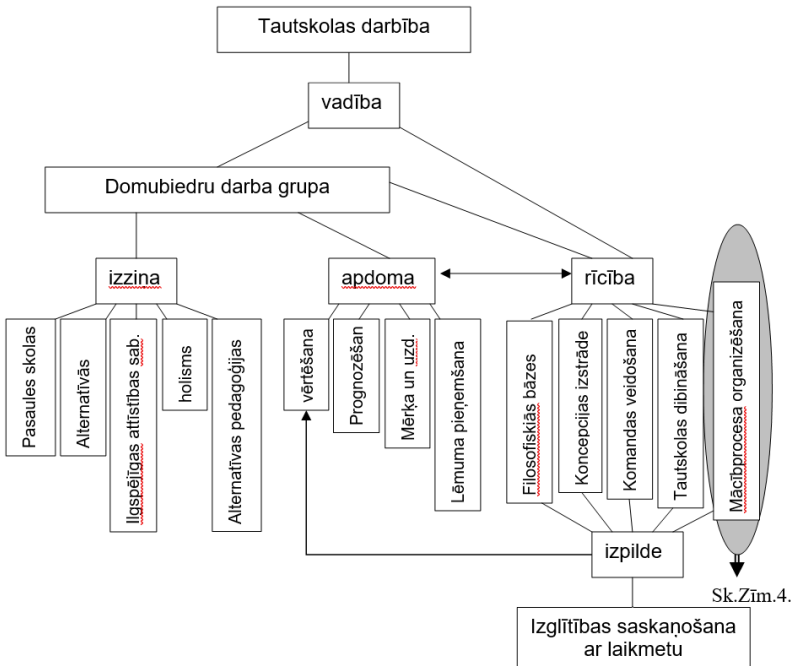 Tautskolas darbība
vadība
Domubiedru darba grupa
izziņa
apdoma
rīcība
Pasaules skolas
Alternatīvās
Ilgspējīgas attīstības sab.
holisms
Alternatīvas pedagoģijas
vērtēšana
Prognozēšan
Mērķa un uzd.
Lēmuma pieņemšana
Filosofiskiās bāzes
Koncepcijas izstrāde
Komandas veidošana
Tautskolas dibināšana
Mācībprocesa organizēšana
izpilde
Sk.Zīm.4.
Izglītības saskaņošana
ar laikmetu